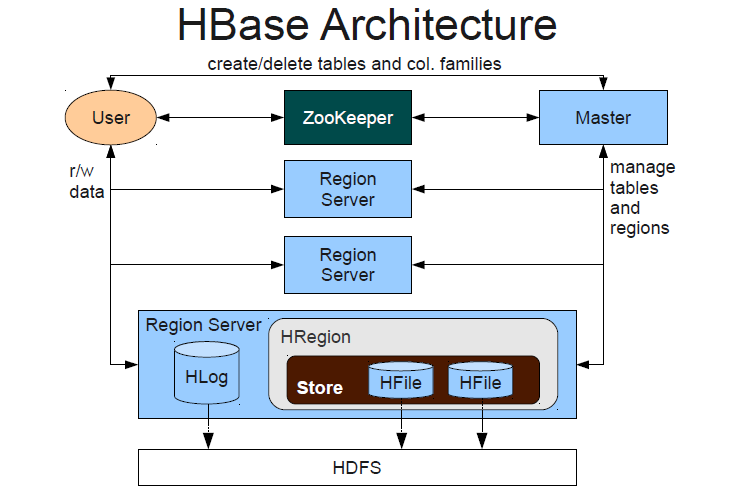 HBase Architecture
create/delete tables and col. families
User
ZooKeeper
Master
r/w
data
Region
Server
manage
tables
and
regions
Region
Server
Region Server
HRegion
HLog
Store
HFile
HFile
HDFS